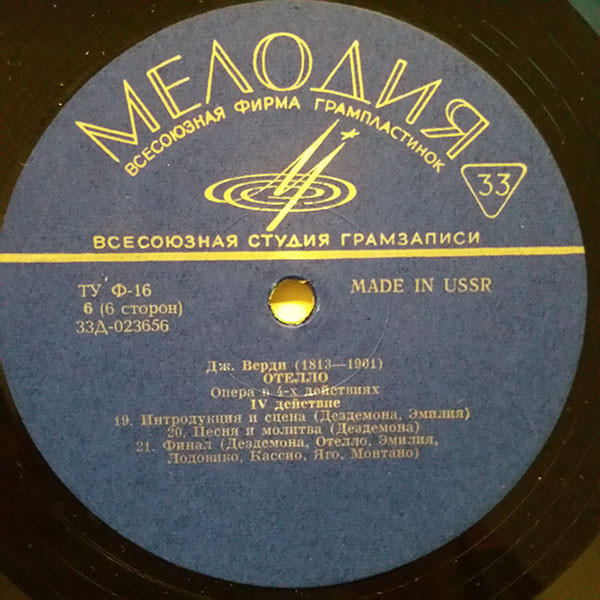 МЕЛОДИЯ
ВСЕСОЮЗНАЯ ФИРМА ГРАМПЛАСТИНОК
33
ВСЕСОЮЗНАЯ СТУДИЯ ГРАМЗАПИСИ
ТУ Ф-16
MADE IN USSR
6 (6 сторон)
33Д-023656
Дж. Верди (1813—1901)
ОТЕЛЛО
Опера в 4-х действиях
IV действие
19. Интродукция и сцена (Дездемона, Эмилия)
20. Песня и молитва (Дездемона)
21. Финал (Дездемона, Отелло, Эмилия,
Лодовико, Кассио, Яго, Монтано)